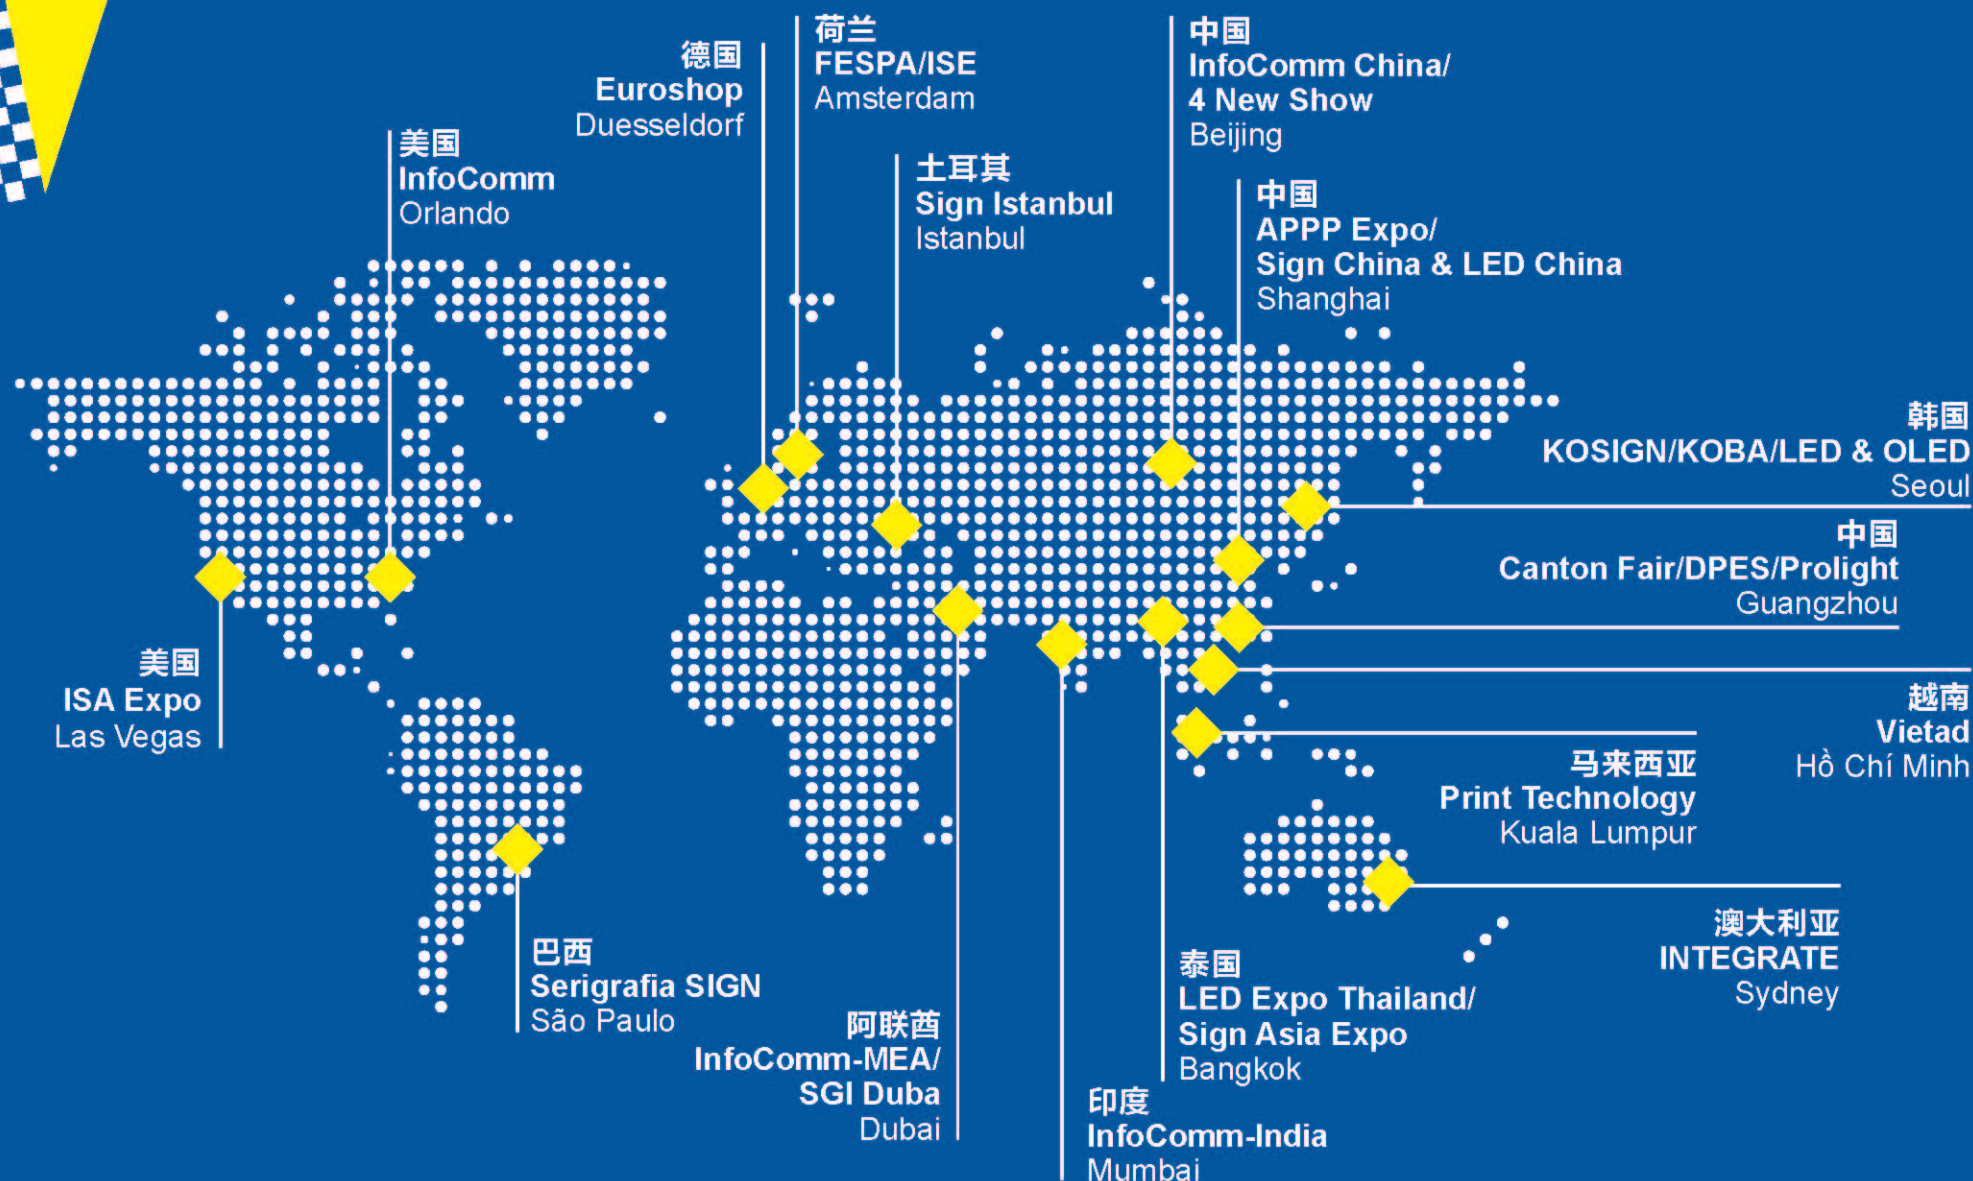 荷兰
FESPA/ISE
Amsterdam
中国
InfoComm China/
4 New Show
Beijing
德国
Euroshop
Duesseldorf
美国
InfoComm
Orlando
土耳其
Sign Istanbul
Istanbul
中国
APPP Expo/
Sign China & LED China
Shanghai
韩国
KOSIGN/KOBA/LED & OLED
Seoul
中国
Canton Fair/DPES/Prolight
Guangzhou
美国
ISA Expo
Las Vegas
越南
Vietad
Hồ Chí Minh
马来西亚
Print Technology
Kuala Lumpur
澳大利亚
INTEGRATE
Sydney
巴西
Serigrafia SIGN
São Paulo
泰国
LED Expo Thailand/
Sign Asia Expo
Bangkok
阿联酋
InfoComm-MEA/
SGI Duba
Dubai
印度
InfoComm-India
Mumbai